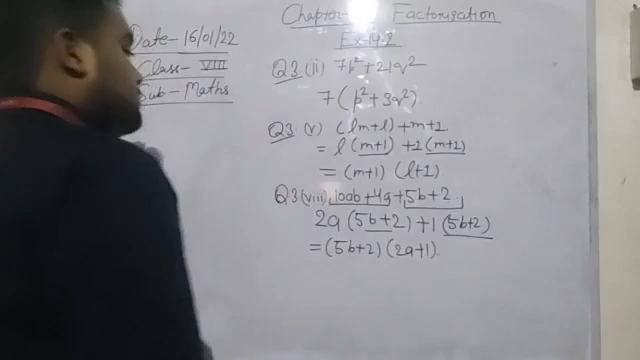 Chapter- Factorisation
Date- 16/01/22
Class- VIII
Sub- Maths
Ex-14.2
Q3 (ii) 7p²+21q²
7(p²+3q²)
Q3 (v) (lm+l)+m+1
= l(m+1) +1(m+1)
= (m+1) (l+1)
Q3 (viii) 10ab+4a+5b+2
2a(5b+2)+1(5b+2)
=(5b+2)(2a+1).